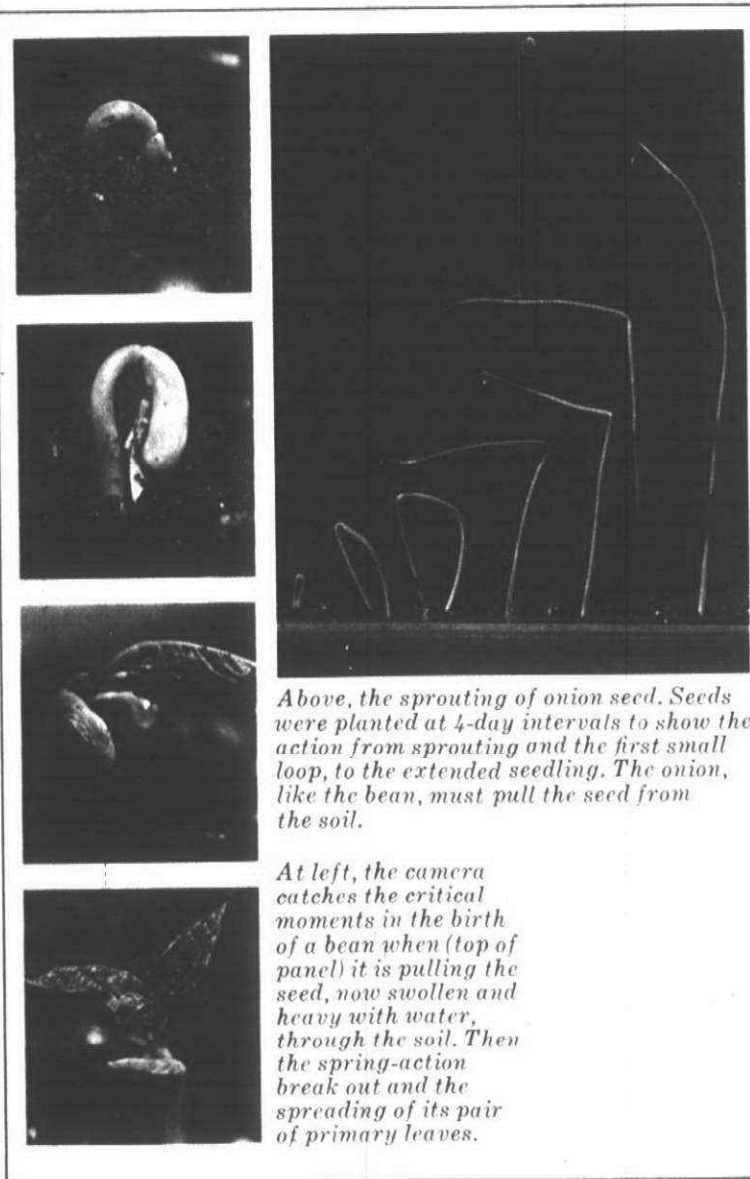 Above, the sprouting of onion seed. Seeds
were planted at 4-day intervals to show the
action from sprouting and the first small
loop, to the extended seedling. The onion,
like the bean, must pull the seed from
the soil.
At left, the camera
catches the critical
moments in the birth
of a bean when (top of
panel) it is pulling the
seed, now swollen and
heavy with water,
through the soil. Then
the spring-action
break out and the
spreading of its pair
of primary leaves.